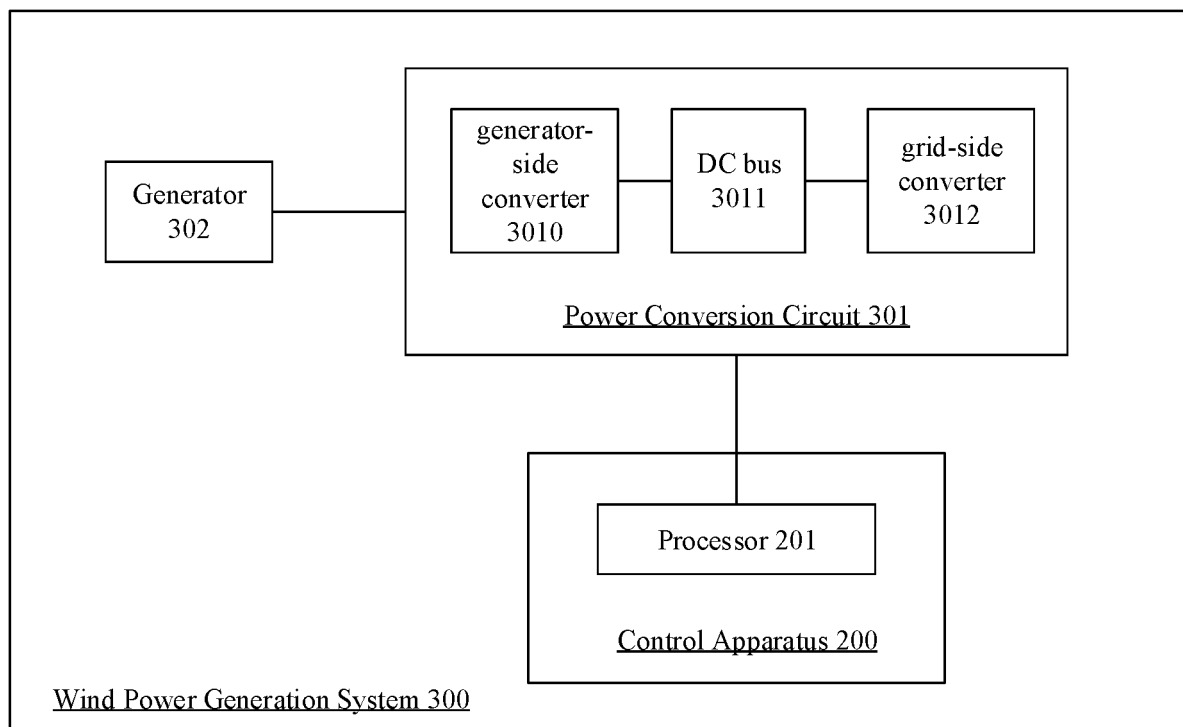 Generator
302
generator-
side
converter
3010
DC bus
3011
grid-side
converter
3012
Power Conversion Circuit 301
Processor 201
Control Apparatus 200
Wind Power Generation System 300